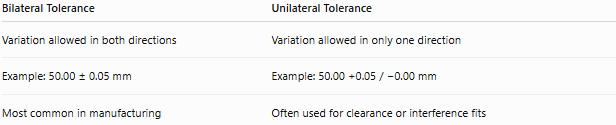 Bilateral Tolerance Unilateral Tolerance
Variation allowed in both directions Variation allowed in only one direction
Example: 50.00 ± 0.05 mm Example: 50.00 +0.05 / −0.00 mm
Most common in manufacturing Often used for clearance or interference fits